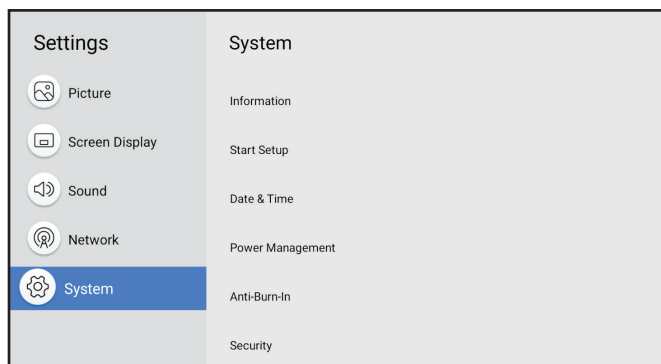 Settings
Picture
Screen Display
Sound
Network
System
System
Information
Start Setup
Date & Time
Power Management
Anti-Burn-In
Security